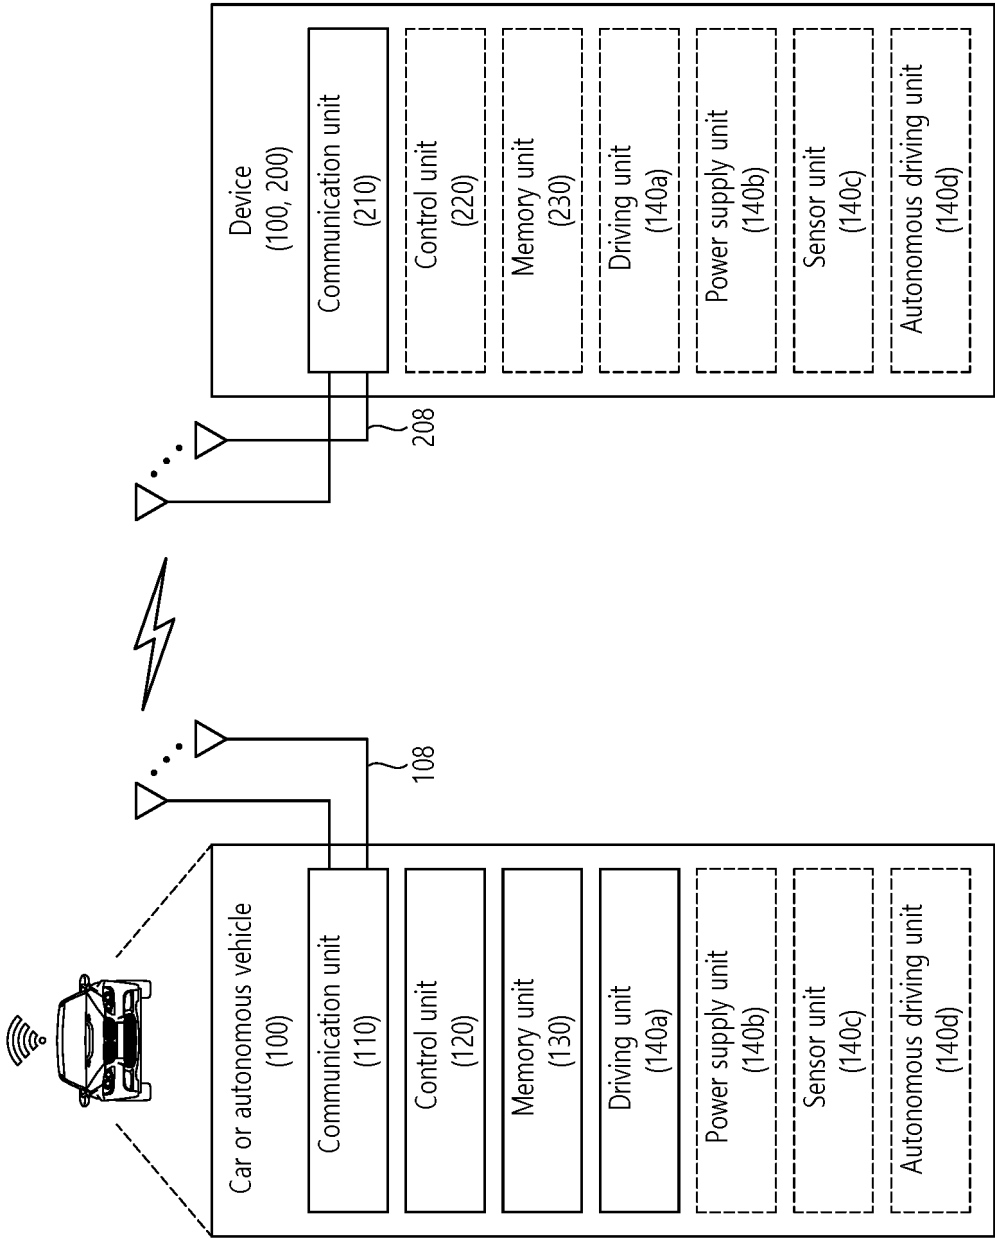 Car or autonomous vehicle
(100)
Communication unit
(110)
Control unit
(120)
Memory unit
(130)
Driving unit
(140a)
Power supply unit
(140b)
Sensor unit
(140c)
Autonomous driving unit
(140d)
108
208
Device
(100, 200)
Communication unit
(210)
Control unit
(220)
Memory unit
(230)
Driving unit
(140a)
Power supply unit
(140b)
Sensor unit
(140c)
Autonomous driving unit
(140d)